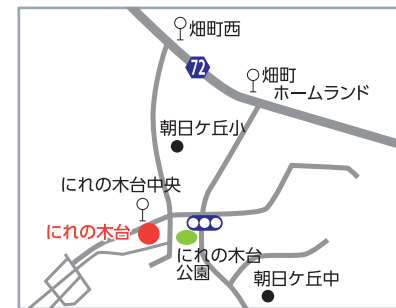 畑町西
72
畑町
ホームランド
朝日ケ丘小
にれの木台中央
にれの木台
にれの木台
公園
朝日ケ丘中